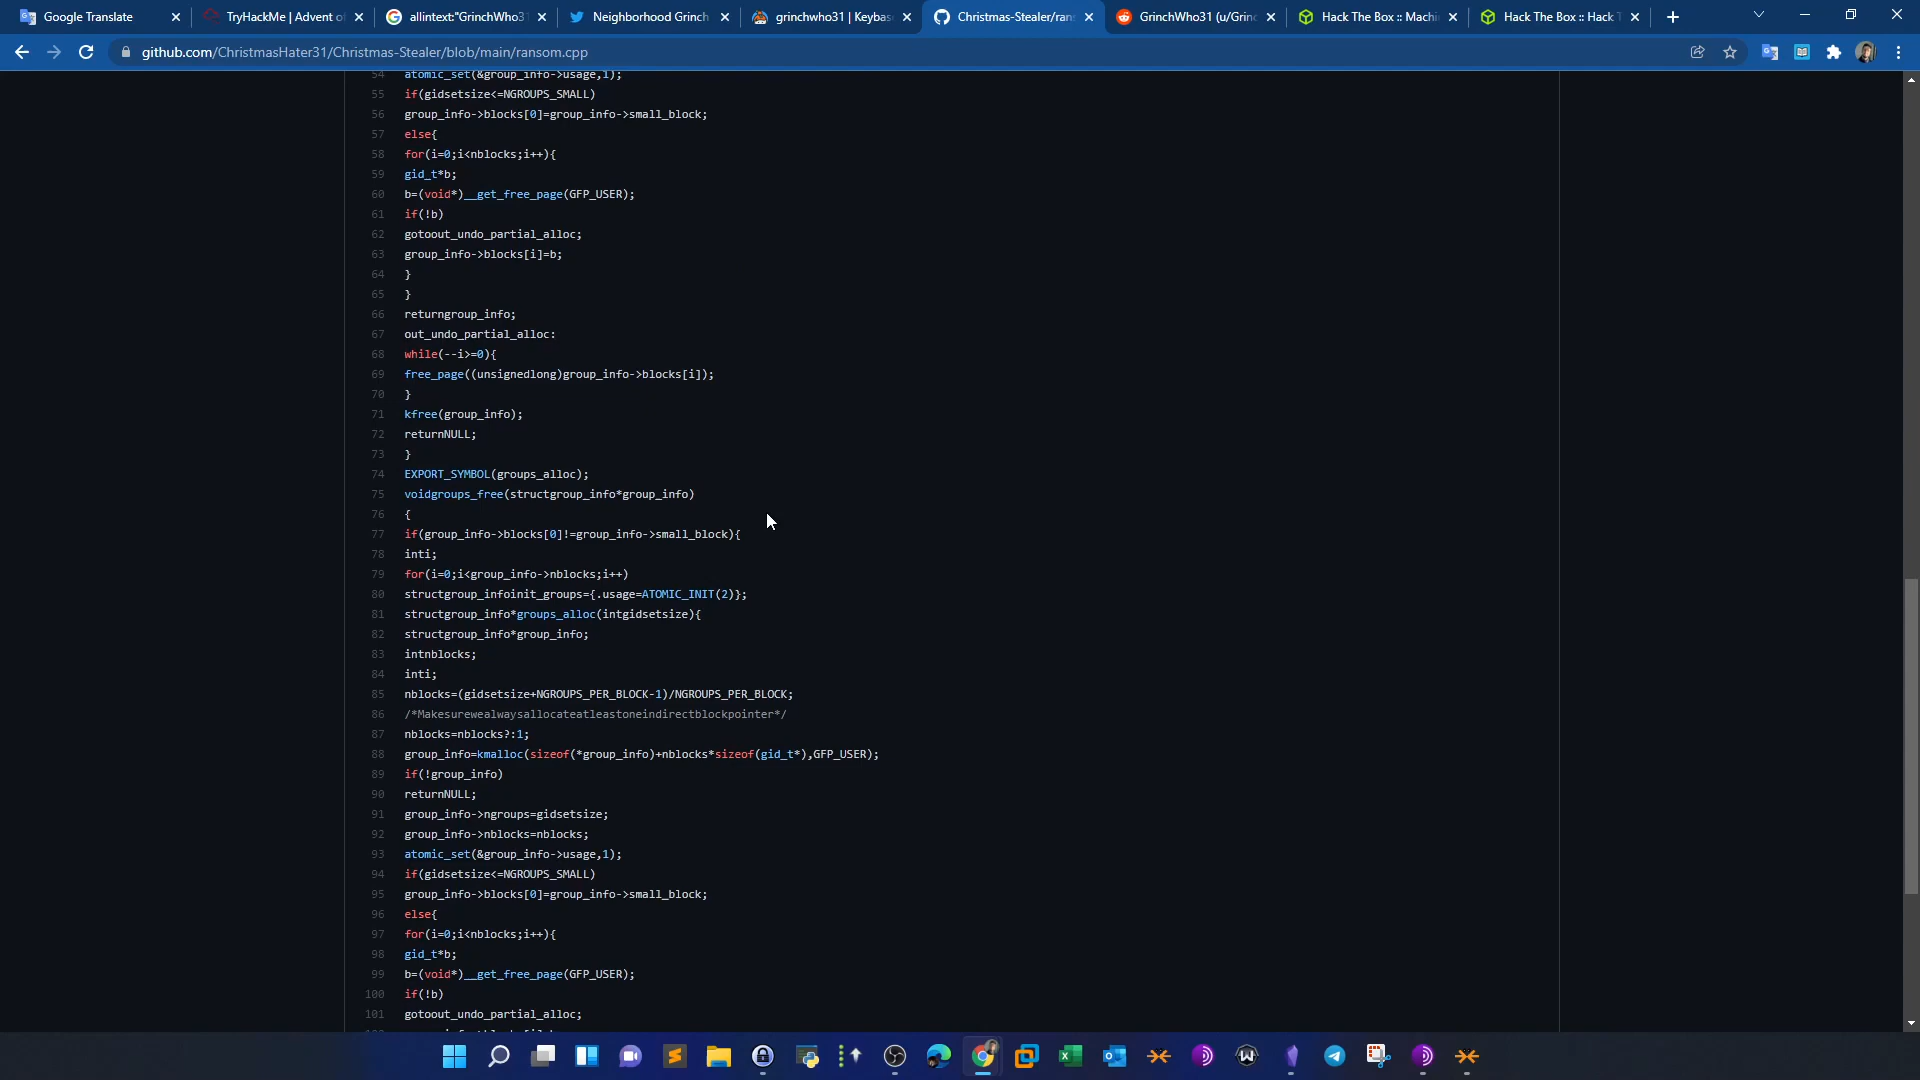 Google Translate
TryHackMe | Advent o
allintext:"GrinchWho31
Neighborhood Grinch
grinchwho31 | Keybas
Christmas-Stealer/ran
GrinchWho31 (u/Grin
Hack The Box :: Machi
Hack The Box :: Hack T
github.com/ChristmasHater31/Christmas-Stealer/blob/main/ransom.cpp
54 atomic_set(&group_info->usage,1);
55 if(gidsetsize<=NGROUPS_SMALL)
56 group_info->blocks[0]=group_info->small_block;
57 else{
58 for(i=0;i<nblocks;i++){
59 gid_t*b;
60 b=(void*)__get_free_page(GFP_USER);
61 if(!b)
62 gotoout_undo_partial_alloc;
63 group_info->blocks[i]=b;
64 }
65 }
66 returngroup_info;
67 out_undo_partial_alloc:
68 while(--i>=0){
69 free_page((unsignedlong)group_info->blocks[i]);
70 }
71 kfree(group_info);
72 returnNULL;
73 }
74 EXPORT_SYMBOL(groups_alloc);
75 voidgroups_free(structgroup_info*group_info)
76 {
77 if(group_info->blocks[0]!=group_info->small_block){
78 inti;
79 for(i=0;i<group_info->nblocks;i++)
80 structgroup_infoinit_groups={.usage=ATOMIC_INIT(2)};
81 structgroup_info*groups_alloc(intgidsetsize){
82 structgroup_info*group_info;
83 intnblocks;
84 inti;
85 nblocks=(gidsetsize+NGROUPS_PER_BLOCK-1)/NGROUPS_PER_BLOCK;
86 /*Makesurewealwaysallocateatleastoneindirectblockpointer*/
87 nblocks=nblocks?:1;
88 group_info=kmalloc(sizeof(*group_info)+nblocks*sizeof(gid_t*),GFP_USER);
89 if(!group_info)
90 returnNULL;
91 group_info->ngroups=gidsetsize;
92 group_info->nblocks=nblocks;
93 atomic_set(&group_info->usage,1);
94 if(gidsetsize<=NGROUPS_SMALL)
95 group_info->blocks[0]=group_info->small_block;
96 else{
97 for(i=0;i<nblocks;i++){
98 gid_t*b;
99 b=(void*)__get_free_page(GFP_USER);
100 if(!b)
101 gotoout_undo_partial_alloc;